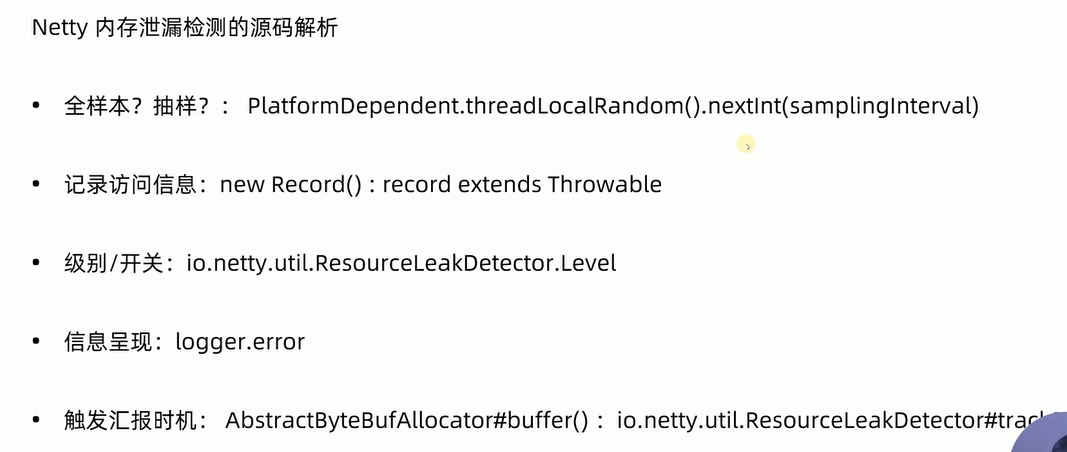 Netty 内存泄漏检测的源码解析
• 全样本？抽样？： PlatformDependent.threadLocalRandom().nextInt(samplingInterval)
• 记录访问信息：new Record() : record extends Throwable
• 级别/开关：io.netty.util.ResourceLeakDetector.Level
• 信息呈现：logger.error
• 触发汇报时机： AbstractByteBufAllocator#buffer() ：io.netty.util.ResourceLeakDetector#trac